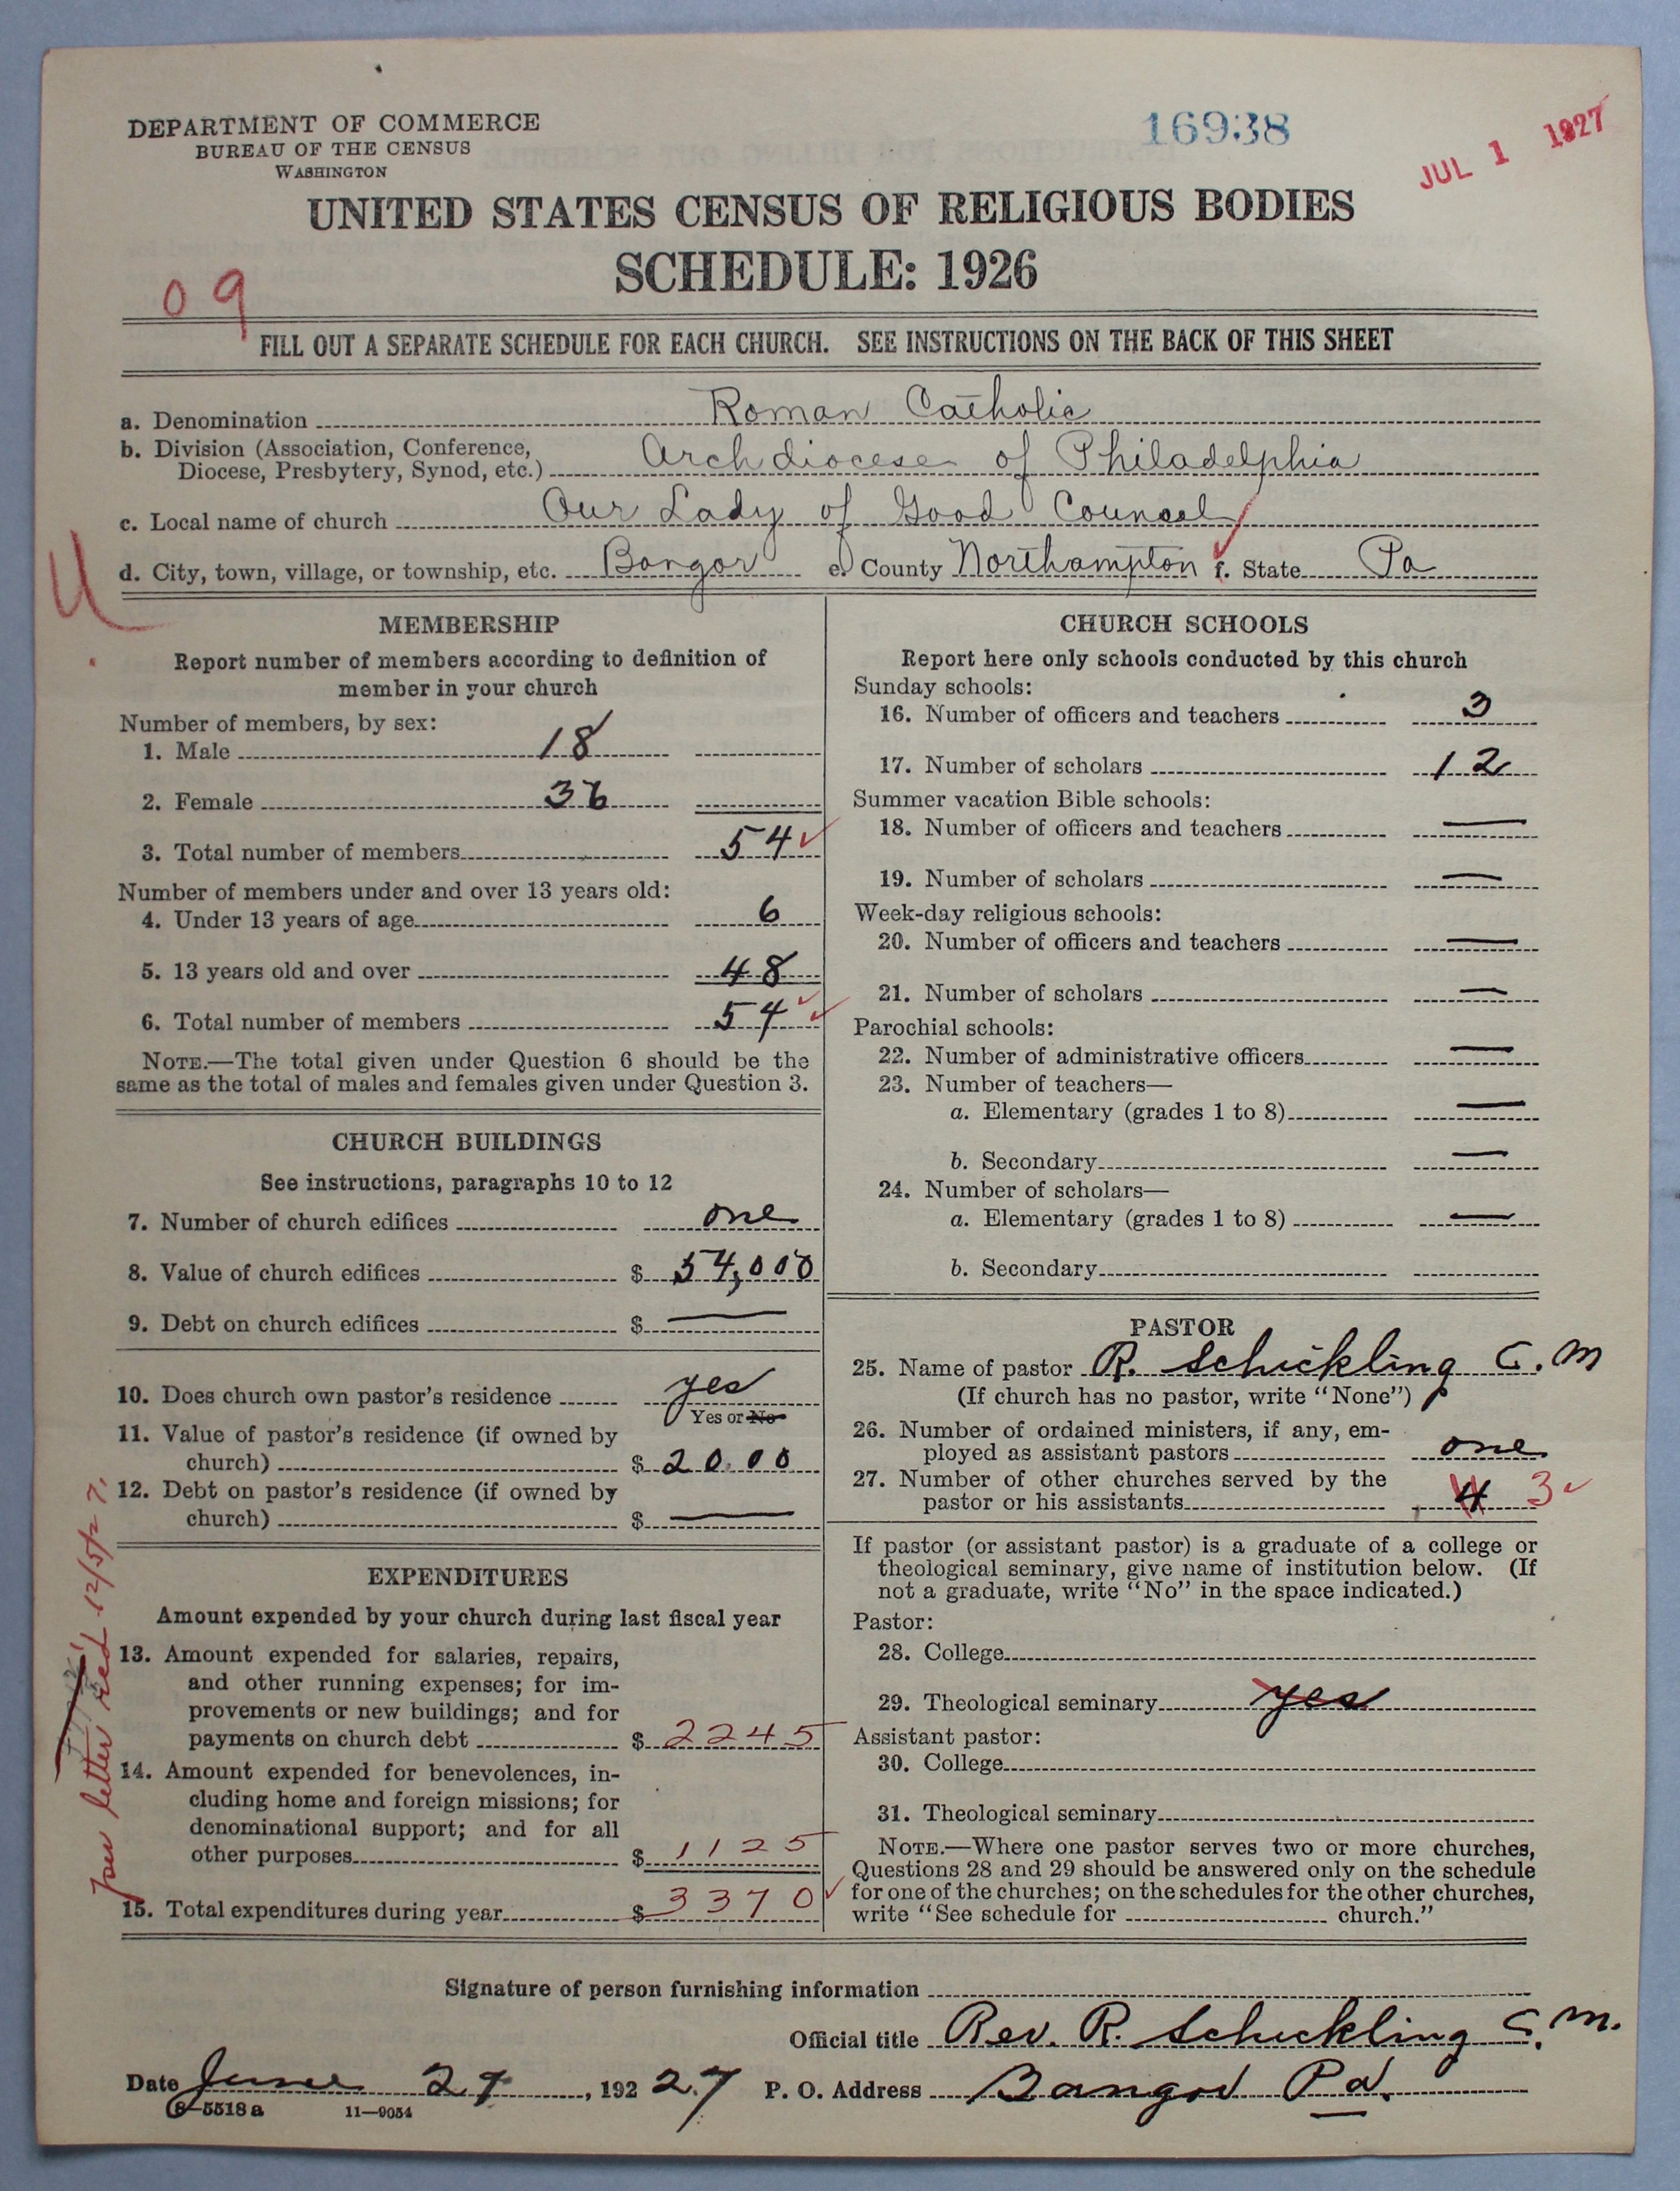 DEPARTMENT OF COMMERCE
BUREAU OF THE CENSUS
WASHINGTON
16938
JUL 1 1927
UNITED STATES CENSUS OF RELIGIOUS BODIES
SCHEDULE: 1926
09
FILL OUT A SEPARATE SCHEDULE FOR EACH CHURCH. SEE INSTRUCTIONS ON THE BACK OF THIS SHEET
a. Denomination Roman Catholic
b. Division (Association, Conference, Diocese, Presbytery, Synod, etc.) Archdiocese of Philadelphia
c. Local name of church Our Lady of Good Council
d. City, town, village, or township, etc. Bangor e. County Northampton f. State Pa
MEMBERSHIP
Report number of members according to definition of
member in your church
Number of members, by sex:
1. Male 18
2. Female 36
3. Total number of members 54
Number of members under and over 13 years old:
4. Under 13 years of age 6
5. 13 years old and over 48
6. Total number of members 54
NOTE.—The total given under Question 6 should be the
same as the total of males and females given under Question 3.
CHURCH BUILDINGS
See instructions, paragraphs 10 to 12
7. Number of church edifices one
8. Value of church edifices $ 54,000
9. Debt on church edifices $ —
10. Does church own pastor's residence yes
Yes or No
11. Value of pastor's residence (if owned by
church) $ 20.00
12. Debt on pastor's residence (if owned by
church) $ —
EXPENDITURES
Amount expended by your church during last fiscal year
13. Amount expended for salaries, repairs,
and other running expenses; for im-
provements or new buildings; and for
payments on church debt $ 2245
14. Amount expended for benevolences, in-
cluding home and foreign missions; for
denominational support; and for all
other purposes $ 1125
15. Total expenditures during year $ 3370
per letter red 12/5/27.
CHURCH SCHOOLS
Report here only schools conducted by this church
Sunday schools:
16. Number of officers and teachers 3
17. Number of scholars 12
Summer vacation Bible schools:
18. Number of officers and teachers —
19. Number of scholars —
Week-day religious schools:
20. Number of officers and teachers —
21. Number of scholars —
Parochial schools:
22. Number of administrative officers —
23. Number of teachers—
a. Elementary (grades 1 to 8) —
b. Secondary —
24. Number of scholars—
a. Elementary (grades 1 to 8) —
b. Secondary
PASTOR
25. Name of pastor R. Schickling C.M
(If church has no pastor, write "None")
26. Number of ordained ministers, if any, em-
ployed as assistant pastors one
27. Number of other churches served by the
pastor or his assistants 4 3
If pastor (or assistant pastor) is a graduate of a college or
theological seminary, give name of institution below. (If
not a graduate, write "No" in the space indicated.)
Pastor:
28. College
29. Theological seminary yes
Assistant pastor:
30. College
31. Theological seminary
NOTE.—Where one pastor serves two or more churches,
Questions 28 and 29 should be answered only on the schedule
for one of the churches; on the schedules for the other churches,
write "See schedule for church."
Signature of person furnishing information
Official title Rev. R. Schickling C.M.
Date June 27, 1927 P. O. Address Bangor Pa.
8-5518a 11—9054